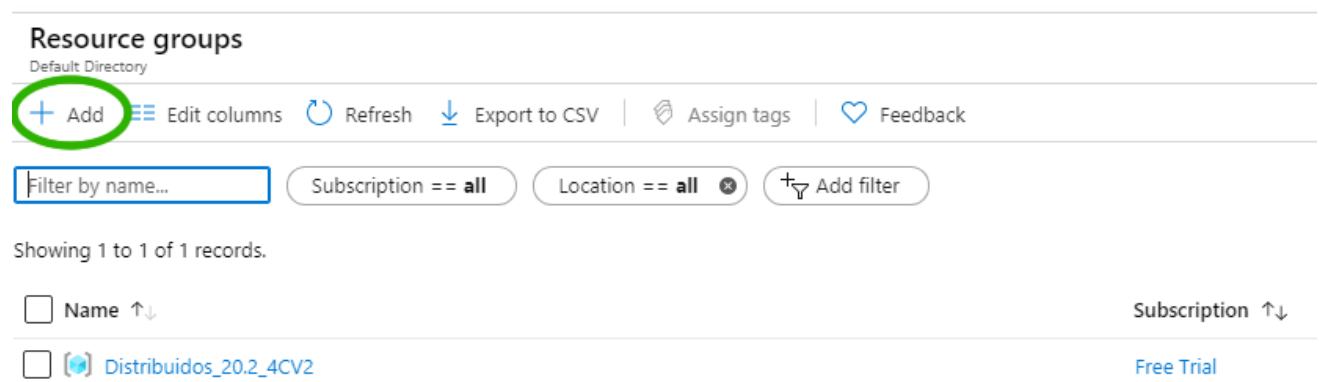 Resource groups
Default Directory
Add Edit columns Refresh Export to CSV Assign tags Feedback
Filter by name... Subscription == all Location == all Add filter
Showing 1 to 1 of 1 records.
Name Subscription
Distribuidos_20.2_4CV2 Free Trial